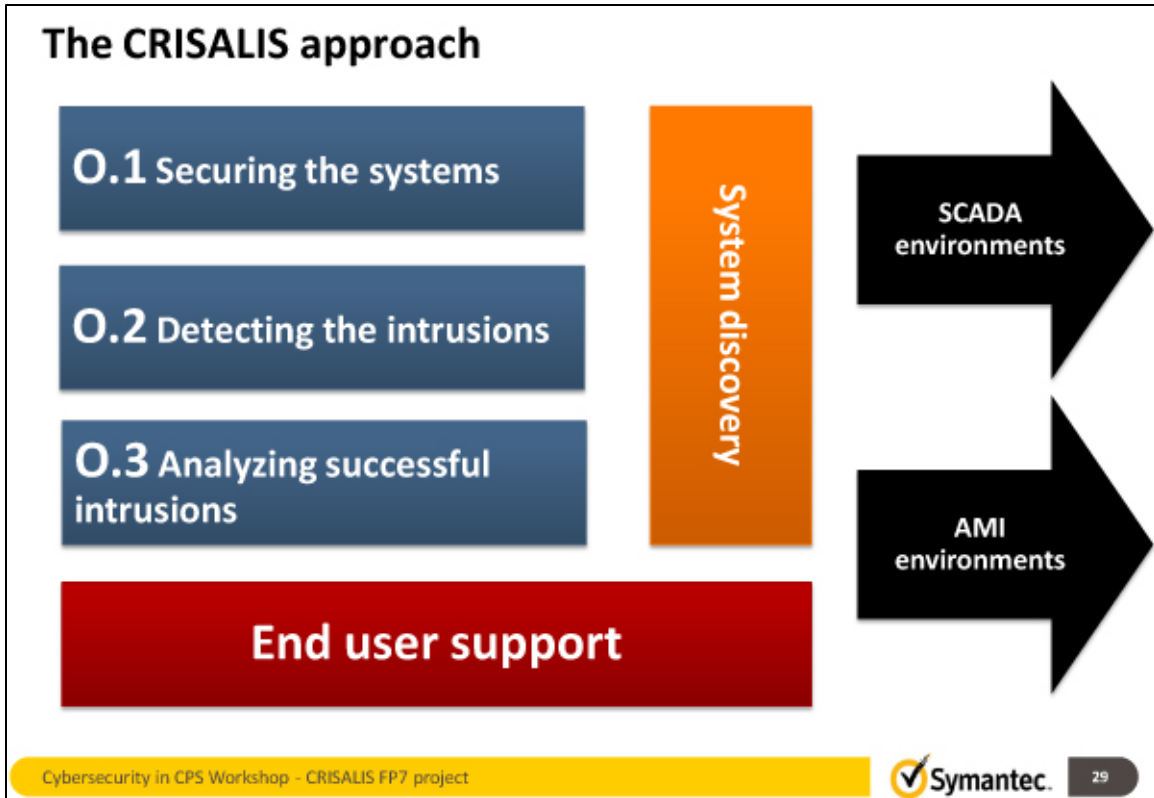 The CRISALIS approach
O.1 Securing the systems
O.2 Detecting the intrusions
O.3 Analyzing successful
intrusions
System discovery
End user support
SCADA
environments
AMI
environments
Cybersecurity in CPS Workshop - CRISALIS FP7 project
Symantec.
29